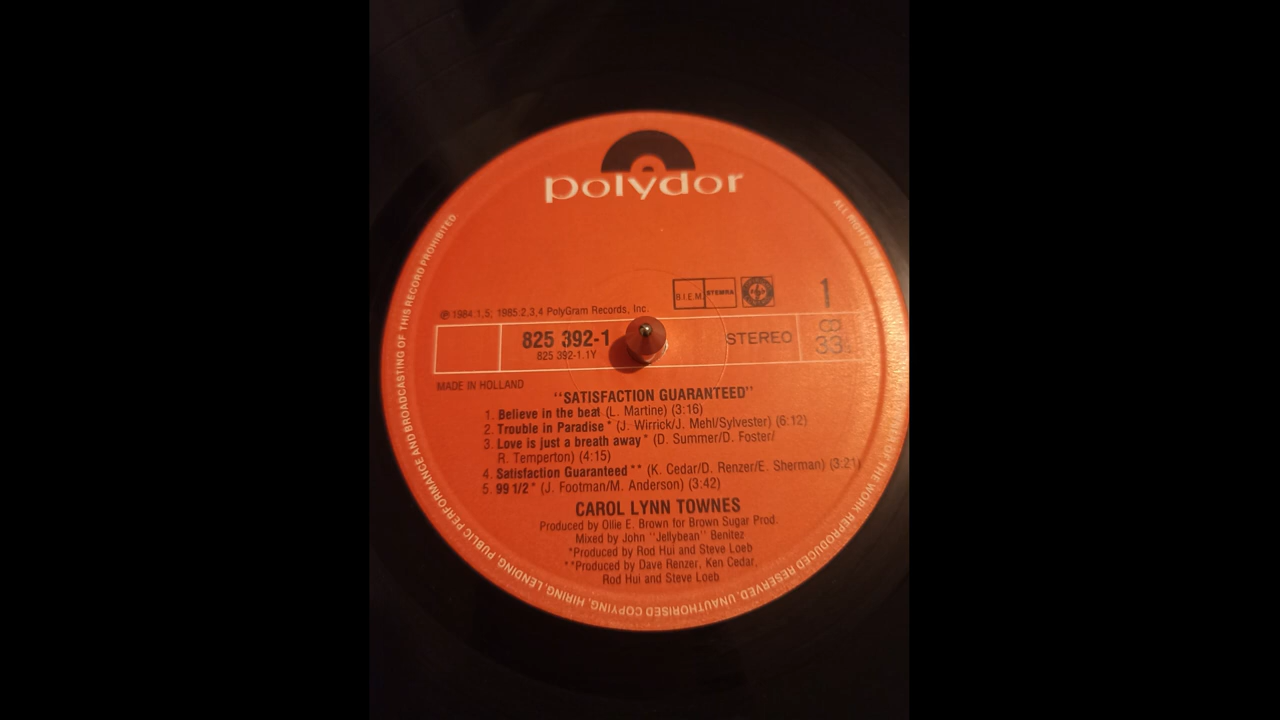 polydor
B.I.E.M. STEMRA
1
℗ 1984:1,5; 1985:2,3,4 PolyGram Records, Inc.
825 392-1
825 392-1.1Y
STEREO
33
MADE IN HOLLAND
"SATISFACTION GUARANTEED"
1. Believe in the beat (L. Martine) (3:16)
2. Trouble in Paradise* (J. Wirrick/J. Mehl/Sylvester) (6:12)
3. Love is just a breath away* (D. Summer/D. Foster/
R. Temperton) (4:15)
4. Satisfaction Guaranteed** (K. Cedar/D. Renzer/E. Sherman) (3:21)
5. 99 1/2* (J. Footman/M. Anderson) (3:42)
CAROL LYNN TOWNES
Produced by Ollie E. Brown for Brown Sugar Prod.
Mixed by John "Jellybean" Benitez
*Produced by Rod Hui and Steve Loeb
**Produced by Dave Renzer, Ken Cedar,
Rod Hui and Steve Loeb
ALL RIGHTS OF THE WORK REPRODUCED RESERVED. UNAUTHORISED COPYING, HIRING, LENDING, PUBLIC PERFORMANCE AND BROADCASTING OF THIS RECORD PROHIBITED.